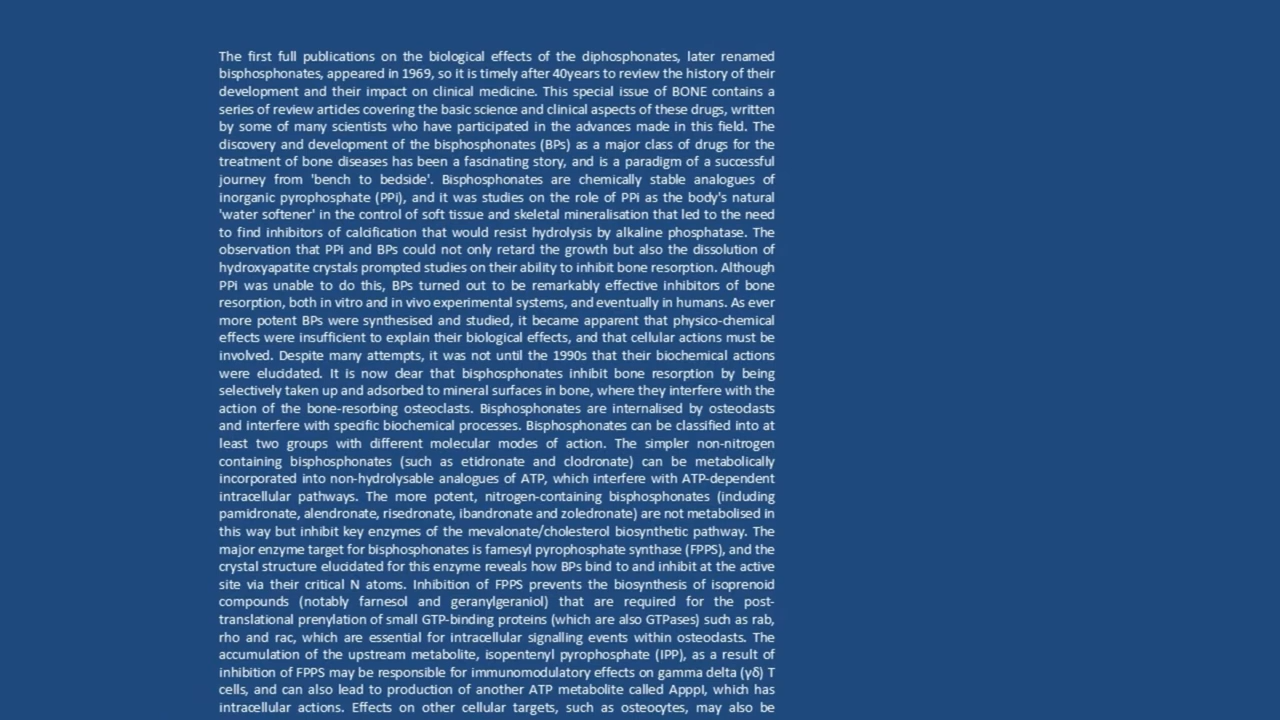 The first full publications on the biological effects of the diphosphonates, later renamed
bisphosphonates, appeared in 1969, so it is timely after 40years to review the history of their
development and their impact on clinical medicine. This special issue of BONE contains a
series of review articles covering the basic science and clinical aspects of these drugs, written
by some of many scientists who have participated in the advances made in this field. The
discovery and development of the bisphosphonates (BPs) as a major class of drugs for the
treatment of bone diseases has been a fascinating story, and is a paradigm of a successful
journey from 'bench to bedside'. Bisphosphonates are chemically stable analogues of
inorganic pyrophosphate (PPi), and it was studies on the role of PPi as the body's natural
'water softener' in the control of soft tissue and skeletal mineralisation that led to the need
to find inhibitors of calcification that would resist hydrolysis by alkaline phosphatase. The
observation that PPi and BPs could not only retard the growth but also the dissolution of
hydroxyapatite crystals prompted studies on their ability to inhibit bone resorption. Although
PPi was unable to do this, BPs turned out to be remarkably effective inhibitors of bone
resorption, both in vitro and in vivo experimental systems, and eventually in humans. As ever
more potent BPs were synthesised and studied, it became apparent that physico-chemical
effects were insufficient to explain their biological effects, and that cellular actions must be
involved. Despite many attempts, it was not until the 1990s that their biochemical actions
were elucidated. It is now clear that bisphosphonates inhibit bone resorption by being
selectively taken up and adsorbed to mineral surfaces in bone, where they interfere with the
action of the bone-resorbing osteoclasts. Bisphosphonates are internalised by osteoclasts
and interfere with specific biochemical processes. Bisphosphonates can be classified into at
least two groups with different molecular modes of action. The simpler non-nitrogen
containing bisphosphonates (such as etidronate and clodronate) can be metabolically
incorporated into non-hydrolysable analogues of ATP, which interfere with ATP-dependent
intracellular pathways. The more potent, nitrogen-containing bisphosphonates (including
pamidronate, alendronate, risedronate, ibandronate and zoledronate) are not metabolised in
this way but inhibit key enzymes of the mevalonate/cholesterol biosynthetic pathway. The
major enzyme target for bisphosphonates is farnesyl pyrophosphate synthase (FPPS), and the
crystal structure elucidated for this enzyme reveals how BPs bind to and inhibit at the active
site via their critical N atoms. Inhibition of FPPS prevents the biosynthesis of isoprenoid
compounds (notably farnesol and geranylgeraniol) that are required for the post-
translational prenylation of small GTP-binding proteins (which are also GTPases) such as rab,
rho and rac, which are essential for intracellular signalling events within osteoclasts. The
accumulation of the upstream metabolite, isopentenyl pyrophosphate (IPP), as a result of
inhibition of FPPS may be responsible for immunomodulatory effects on gamma delta (γδ) T
cells, and can also lead to production of another ATP metabolite called ApppI, which has
intracellular actions. Effects on other cellular targets, such as osteocytes, may also be